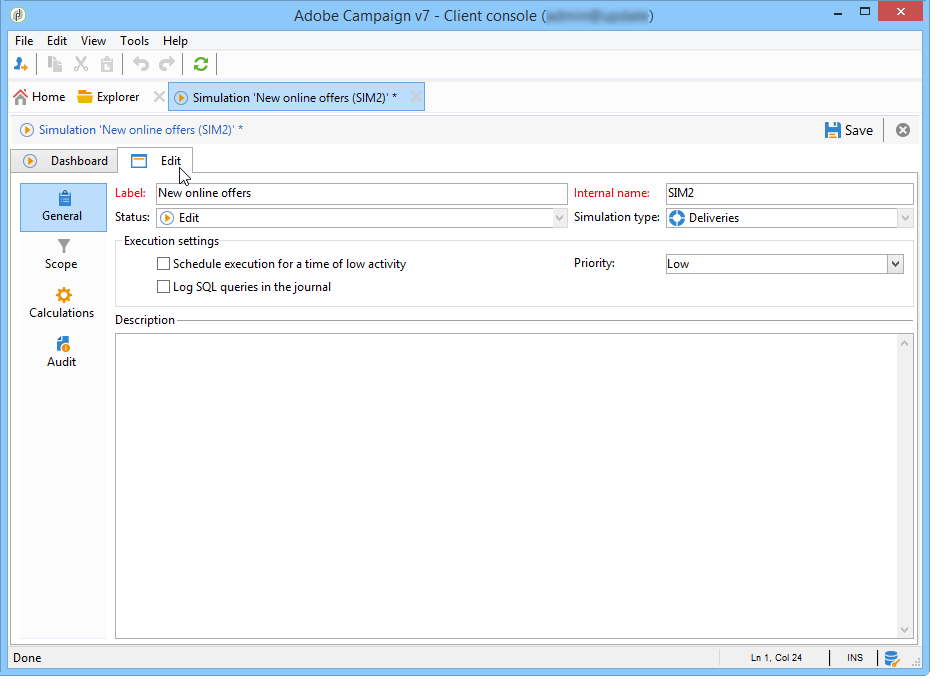 Adobe Campaign v7 - Client console ( )
File Edit View Tools Help
Home Explorer Simulation 'New online offers (SIM2)' *
Simulation 'New online offers (SIM2)' * Save
Dashboard Edit
General
Scope
Calculations
Audit
Label: New online offers Internal name: SIM2
Status: Edit Simulation type: Deliveries
Execution settings
Schedule execution for a time of low activity Priority: Low
Log SQL queries in the journal
Description
Done Ln 1, Col 24 INS